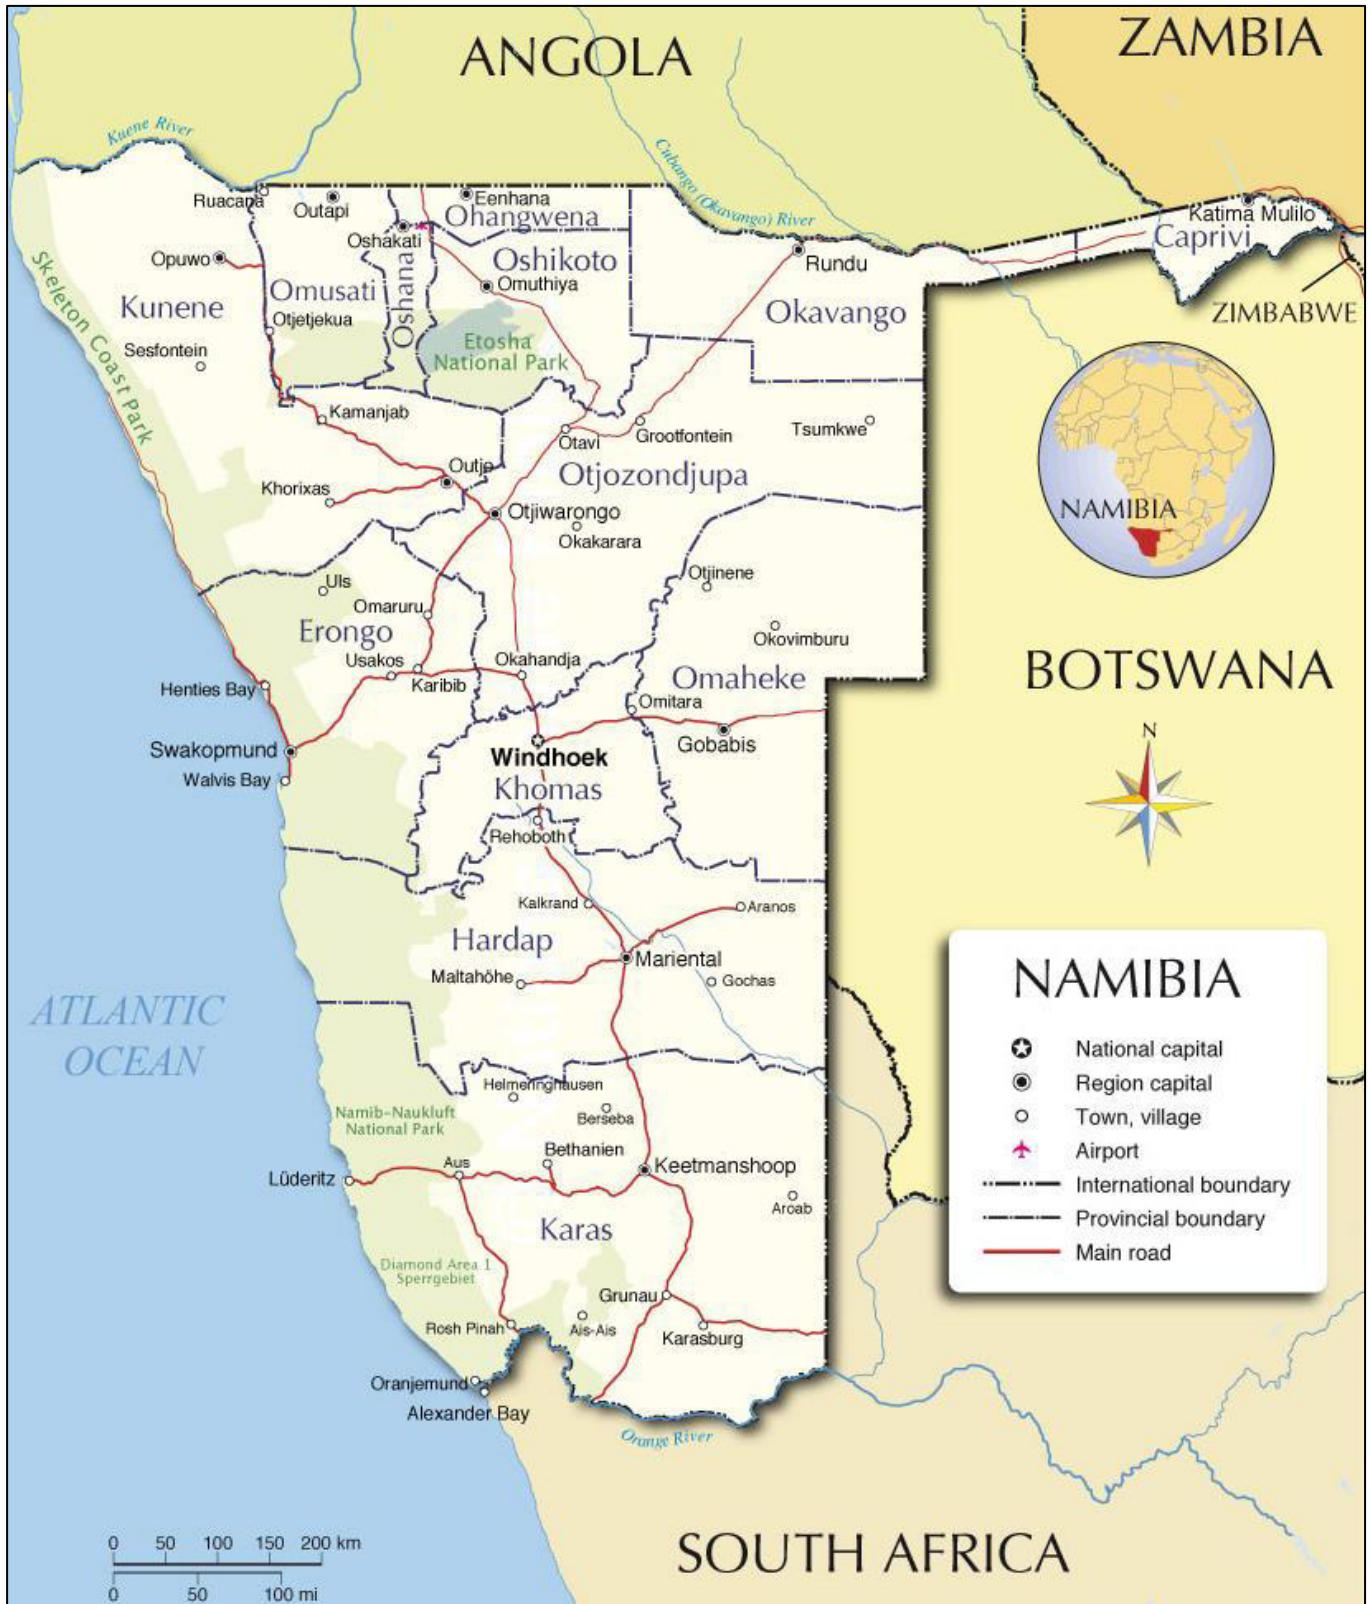 ANGOLA
ZAMBIA
Kuene River
Cubango (Okavango) River
Ruacana
Outapi
Eenhana
Ohangwena
Katima Mulilo
Caprivi
Oshakati
Opuwo
Oshikoto
Rundu
Omuthiya
Omusati
Oshana
Kunene
Okavango
ZIMBABWE
Otjetjekua
Skeleton Coast Park
Sesfontein
Etosha
National Park
Kamanjab
Otavi
Grootfontein
Tsumkwe
Outjo
Otjozondjupa
Khorixas
Otjiwarongo
Okakarara
NAMIBIA
Uls
Otjinene
Omaruru
Erongo
Okovimburu
Usakos
Okahandja
Karibib
Omaheke
BOTSWANA
Henties Bay
Omitara
N
Swakopmund
Gobabis
Windhoek
Walvis Bay
Khomas
Rehoboth
Kalkrand
Aranos
Hardap
Mariental
Maltahöhe
Gochas
ATLANTIC
OCEAN
NAMIBIA
National capital
Region capital
Town, village
Airport
International boundary
Provincial boundary
Main road
Helmeringhausen
Berseba
Namib-Naukluft
National Park
Bethanien
Aus
Keetmanshoop
Lüderitz
Aroab
Karas
Diamond Area 1
Sperrgebiet
Grunau
Rosh Pinah
Ais-Ais
Karasburg
Oranjemund
Alexander Bay
Orange River
SOUTH AFRICA
0 50 100 150 200 km
0 50 100 mi